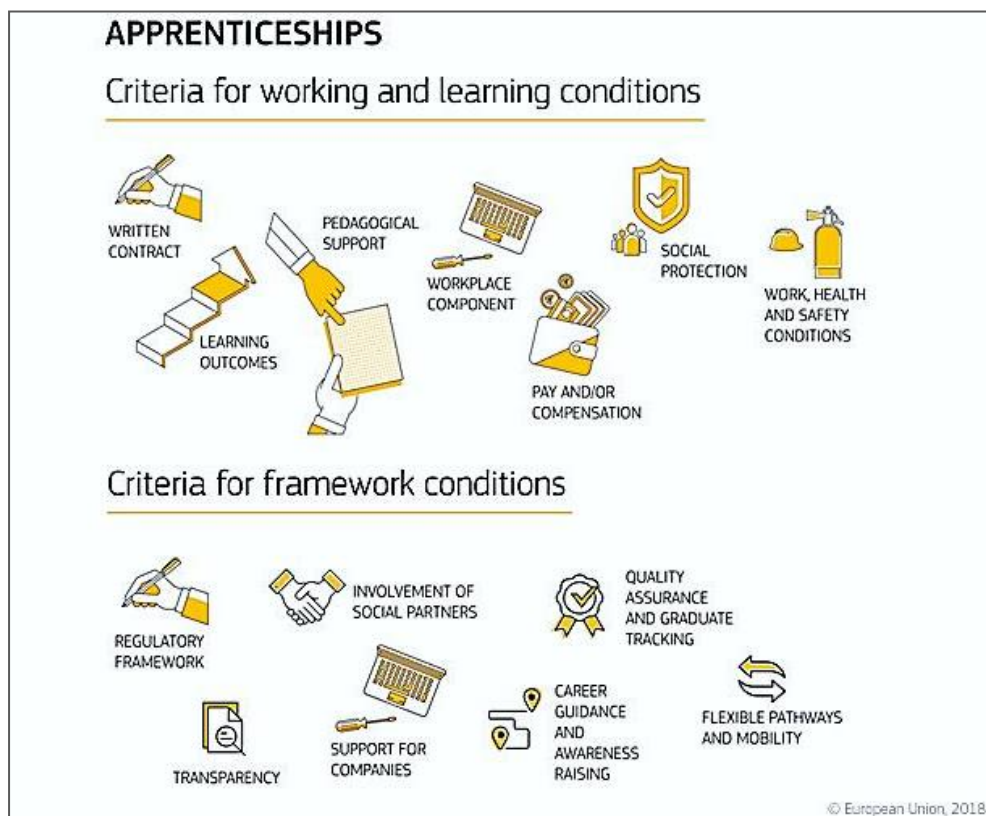 APPRENTICESHIPS
Criteria for working and learning conditions
WRITTEN
CONTRACT
LEARNING
OUTCOMES
PEDAGOGICAL
SUPPORT
WORKPLACE
COMPONENT
PAY AND/OR
COMPENSATION
SOCIAL
PROTECTION
WORK, HEALTH
AND SAFETY
CONDITIONS
Criteria for framework conditions
REGULATORY
FRAMEWORK
INVOLVEMENT OF
SOCIAL PARTNERS
QUALITY
ASSURANCE
AND GRADUATE
TRACKING
TRANSPARENCY
SUPPORT FOR
COMPANIES
CAREER
GUIDANCE
AND
AWARENESS
RAISING
FLEXIBLE PATHWAYS
AND MOBILITY
© European Union, 2018